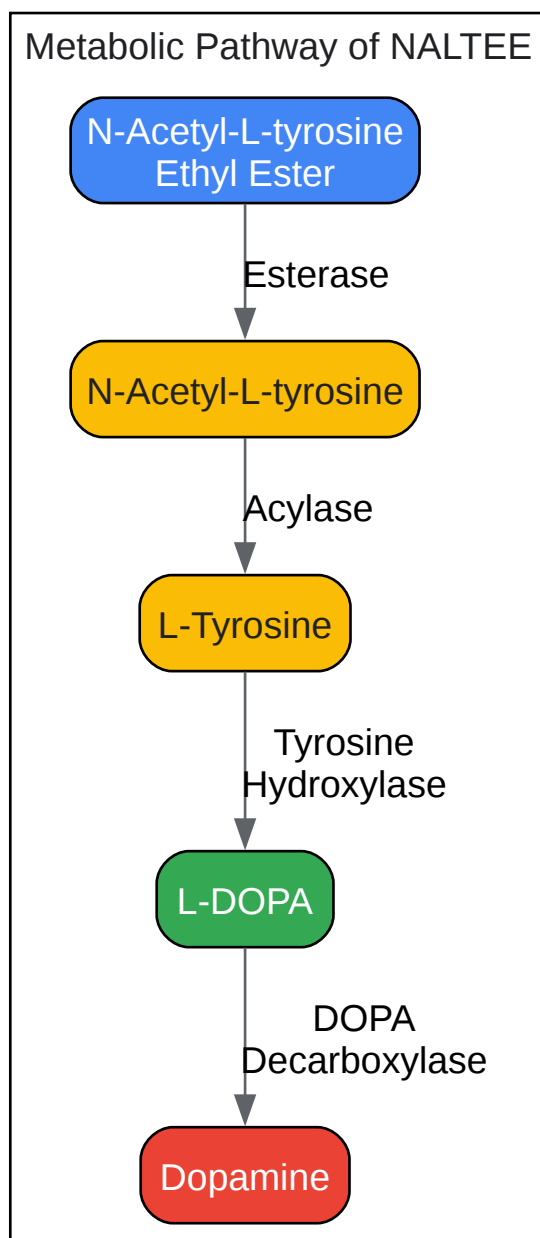 Metabolic Pathway of NALTEE
N-Acetyl-L-tyrosine
Ethyl Ester
Esterase
N-Acetyl-L-tyrosine
Acylase
L-Tyrosine
Tyrosine
Hydroxylase
L-DOPA
DOPA
Decarboxylase
Dopamine